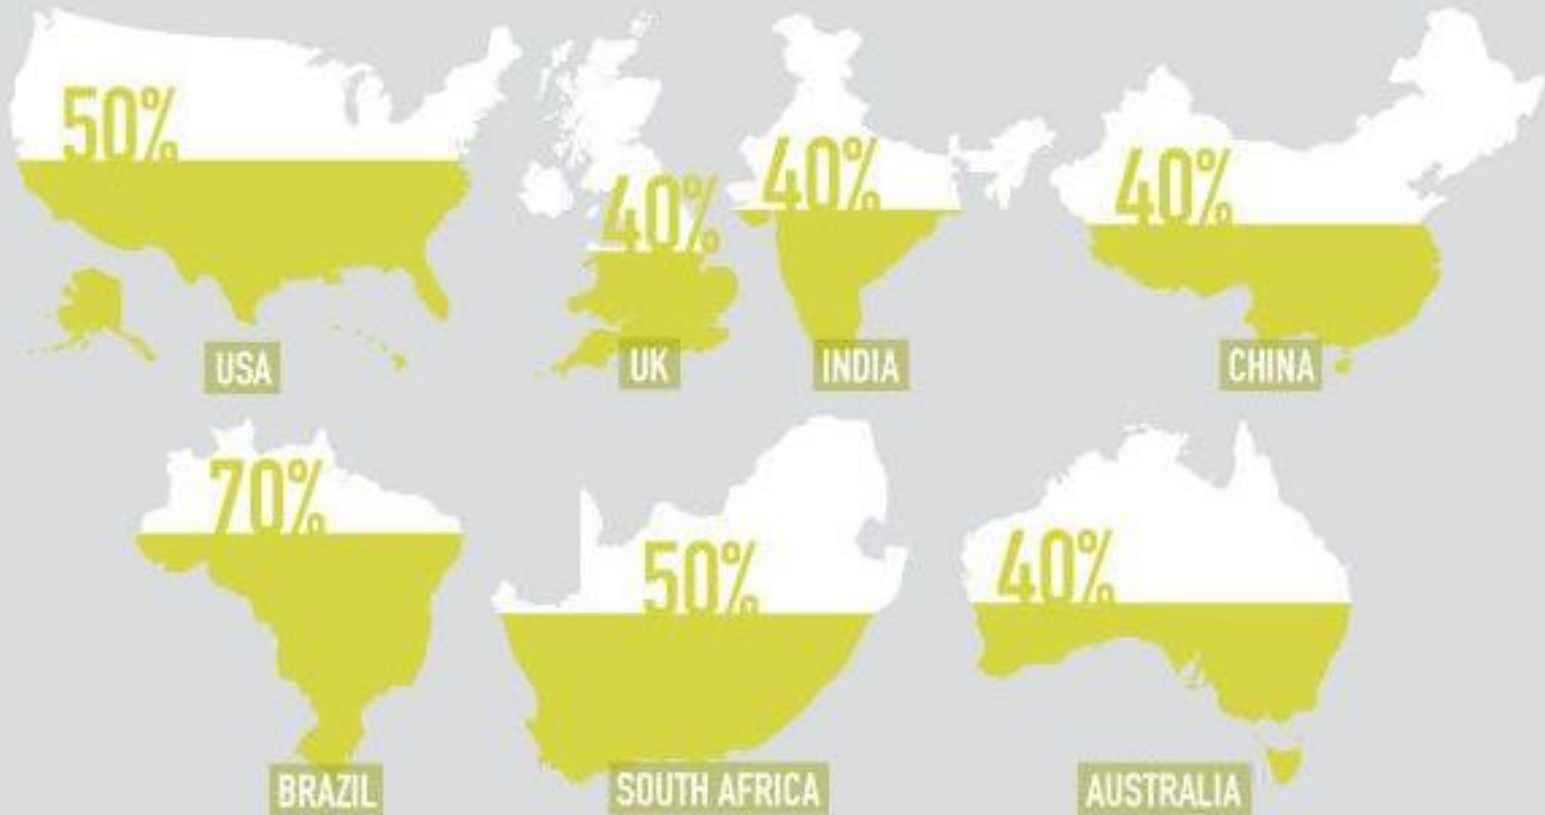 50%
USA
40%
UK
40%
INDIA
40%
CHINA
70%
BRAZIL
50%
SOUTH AFRICA
40%
AUSTRALIA